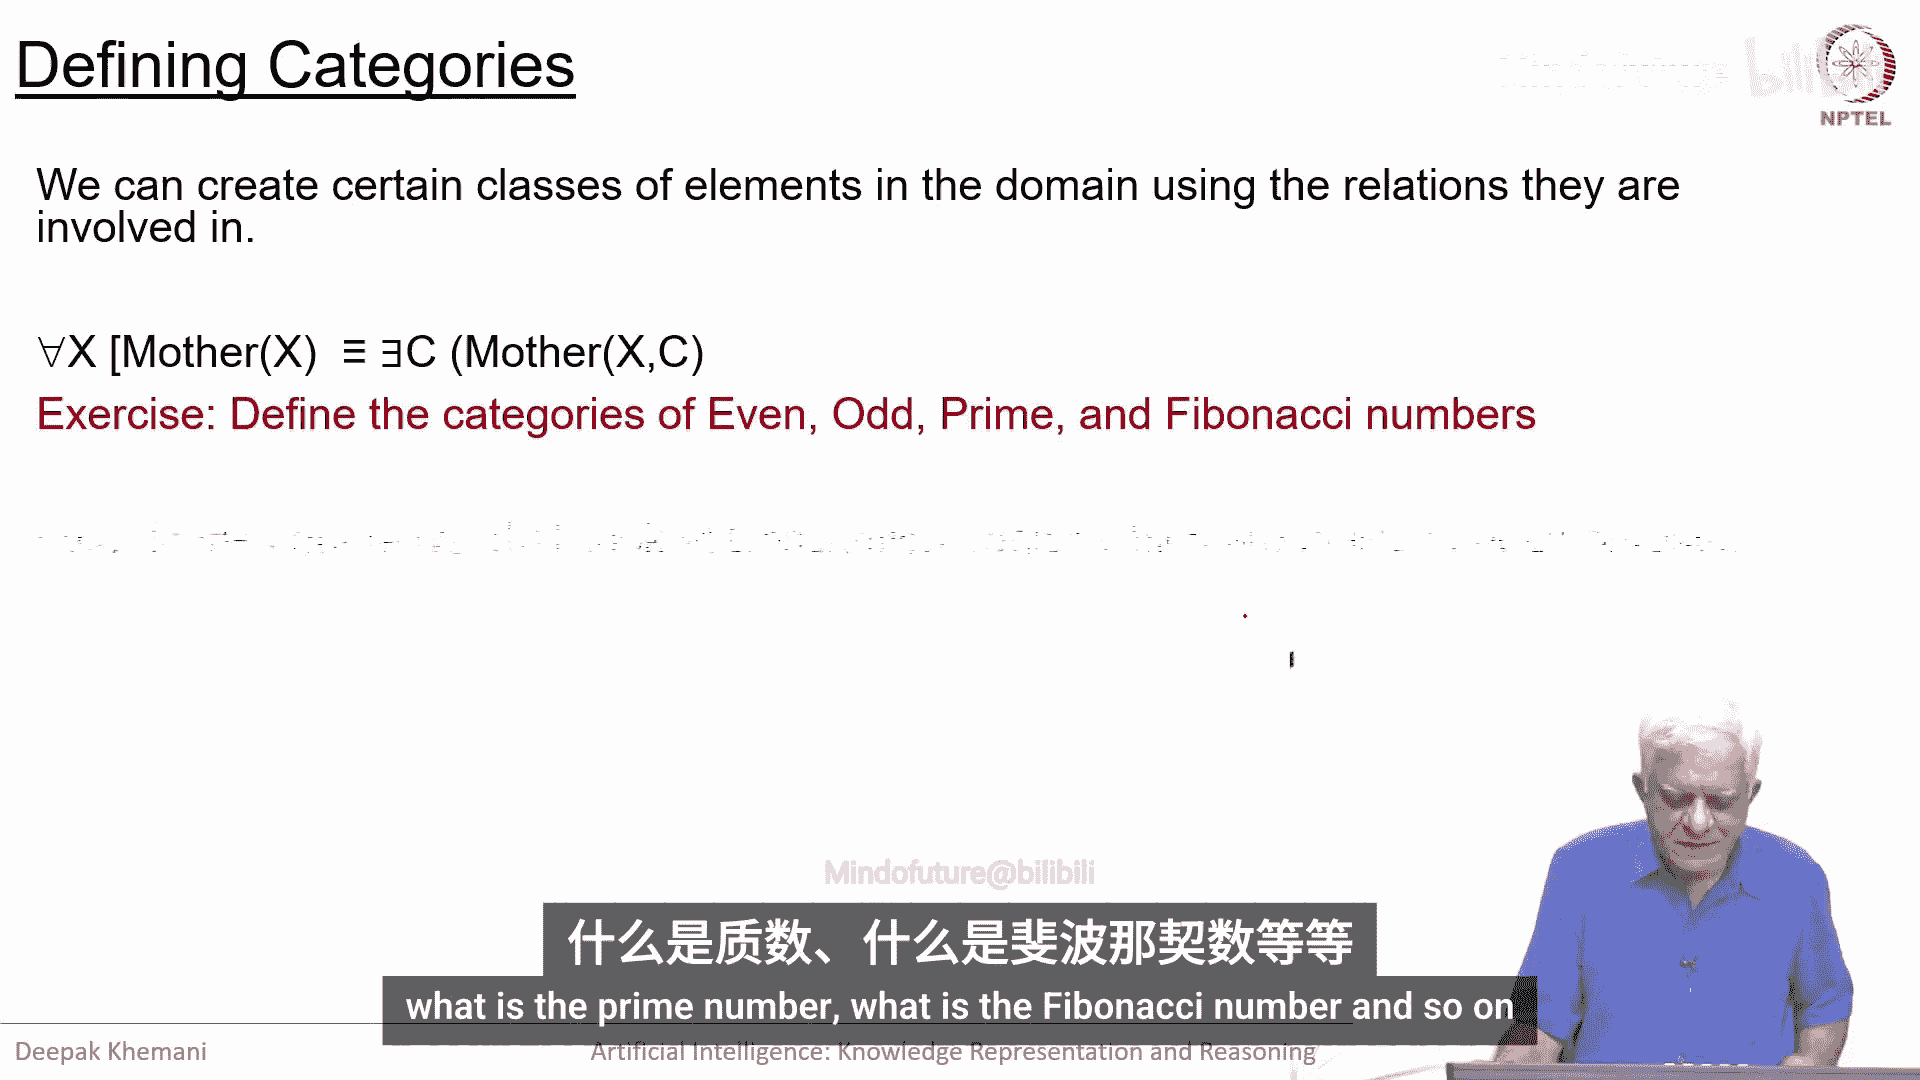 Defining Categories
NPTEL
We can create certain classes of elements in the domain using the relations they are
involved in.
∀X [Mother(X) ≡ ∃C (Mother(X,C)
Exercise: Define the categories of Even, Odd, Prime, and Fibonacci numbers
Mindofuture@bilibili
什么是质数、什么是斐波那契数等等
what is the prime number, what is the Fibonacci number and so on
Deepak Khemani
Artificial Intelligence: Knowledge Representation and Reasoning